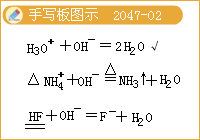 手写板图示 2047-02
H₃O⁺ + OH⁻ = 2H₂O √
△ NH₄⁺ + OH⁻ ≜ NH₃↑ + H₂O
HF + OH⁻ = F⁻ + H₂O